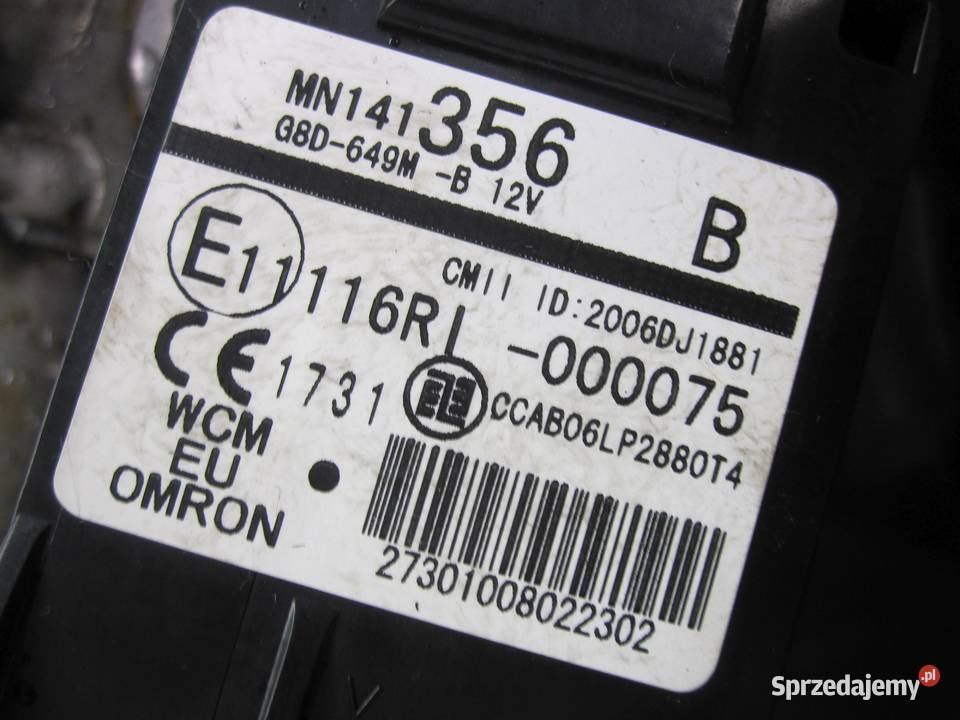 MN141356
G8D-649M -B 12V
B
E11 116RI -000075
CMII ID:2006DJ1881
CE 1731
CCAB06LP2880T4
WCM
EU
OMRON
27301008022302
Sprzedajemy.pl